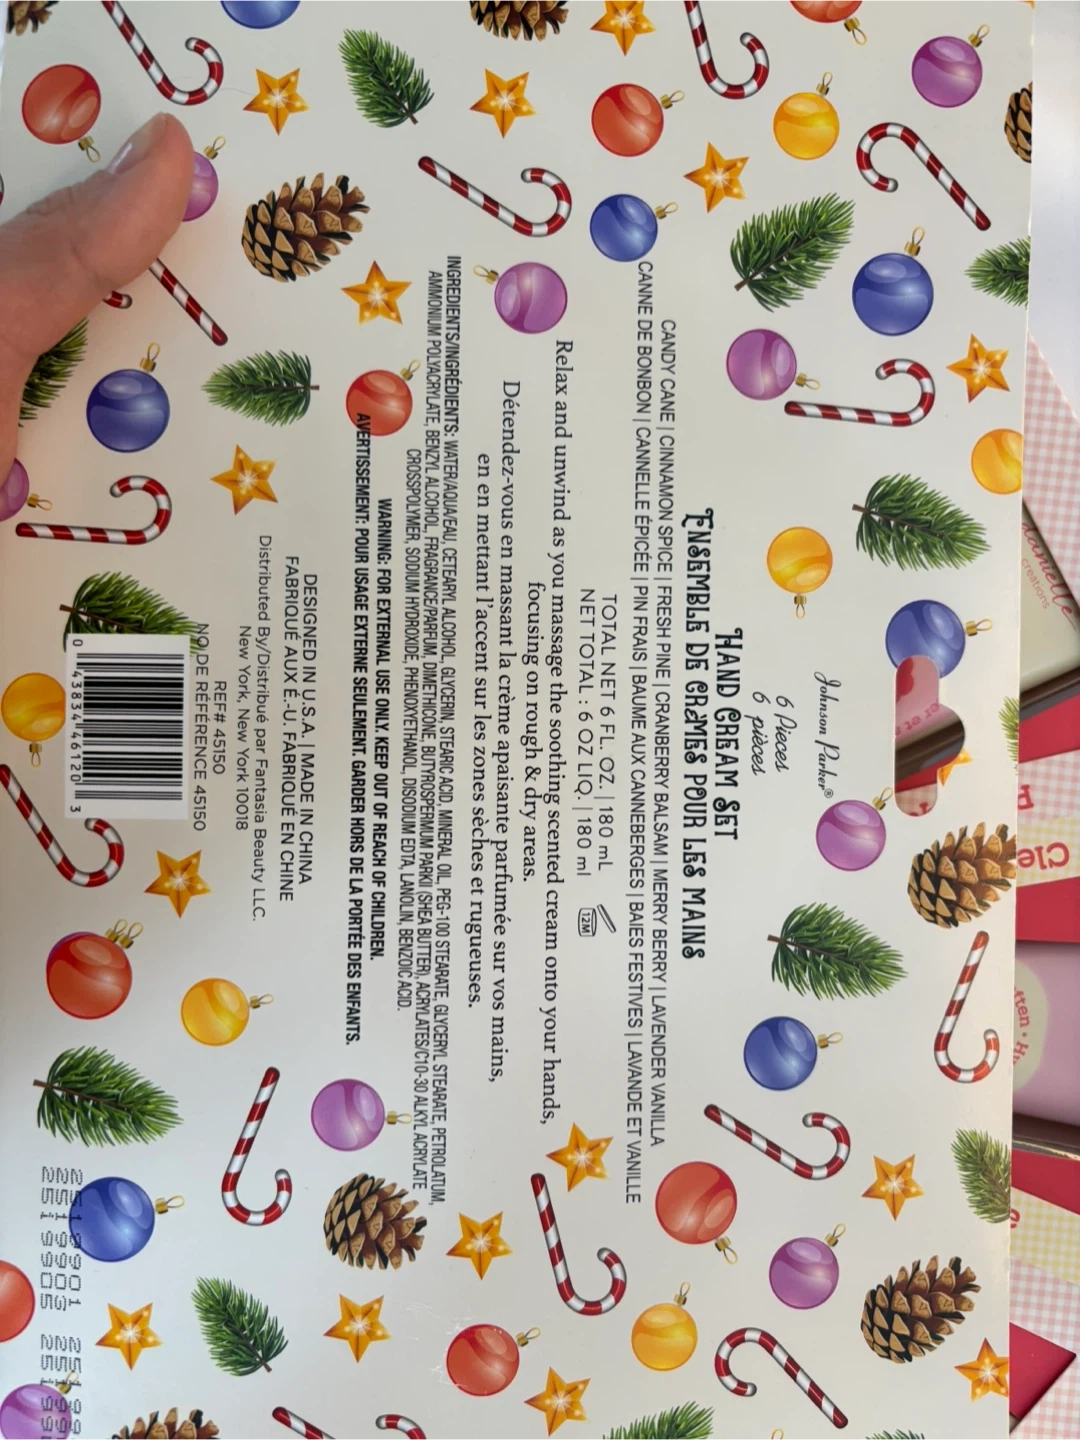 Johnson Parker®
6 Pieces
6 pièces
HAND CREAM SET
ENSEMBLE DE CRÈMES POUR LES MAINS
CANDY CANE | CINNAMON SPICE | FRESH PINE | CRANBERRY BALSAM | MERRY BERRY | LAVENDER VANILLA
CANNE DE BONBON | CANNELLE ÉPICÉE | PIN FRAIS | BAUME AUX CANNEBERGES | BAIES FESTIVES | LAVANDE ET VANILLE
TOTAL NET 6 FL. OZ. | 180 mL
NET TOTAL : 6 OZ LIQ. | 180 ml
12M
Relax and unwind as you massage the soothing scented cream onto your hands,
focusing on rough & dry areas.
Détendez-vous en massant la crème apaisante parfumée sur vos mains,
en en mettant l'accent sur les zones sèches et rugueuses.
INGREDIENTS/INGRÉDIENTS: WATER/AQUA/EAU, CETEARYL ALCOHOL, GLYCERIN, STEARIC ACID, MINERAL OIL, PEG-100 STEARATE, GLYCERYL STEARATE, PETROLATUM,
AMMONIUM POLYACRYLATE, BENZYL ALCOHOL, FRAGRANCE/PARFUM, DIMETHICONE, BUTYROSPERMUM PARKII (SHEA BUTTER), ACRYLATES/C10-30 ALKYL ACRYLATE
CROSSPOLYMER, SODIUM HYDROXIDE, PHENOXYETHANOL, DISODIUM EDTA, LANOLIN, BENZOIC ACID.
WARNING: FOR EXTERNAL USE ONLY. KEEP OUT OF REACH OF CHILDREN.
AVERTISSEMENT: POUR USAGE EXTERNE SEULEMENT. GARDER HORS DE LA PORTÉE DES ENFANTS.
DESIGNED IN U.S.A. | MADE IN CHINA
FABRIQUÉ AUX É.-U. FABRIQUÉ EN CHINE
Distributed By/Distribué par Fantasia Beauty LLC.
New York, New York 10018
REF# 45150
NO DE RÉFÉRENCE 45150
0 43834 46120 3
danielle
creations